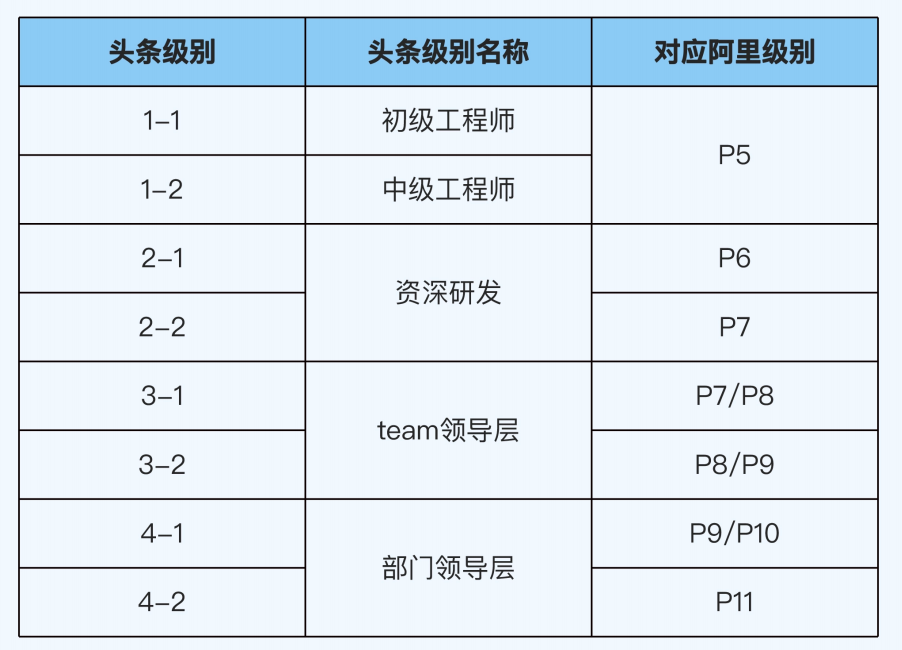 头条级别 头条级别名称 对应阿里级别
1-1 初级工程师 P5
1-2 中级工程师
2-1 资深研发 P6
2-2 P7
3-1 team领导层 P7/P8
3-2 P8/P9
4-1 部门领导层 P9/P10
4-2 P11